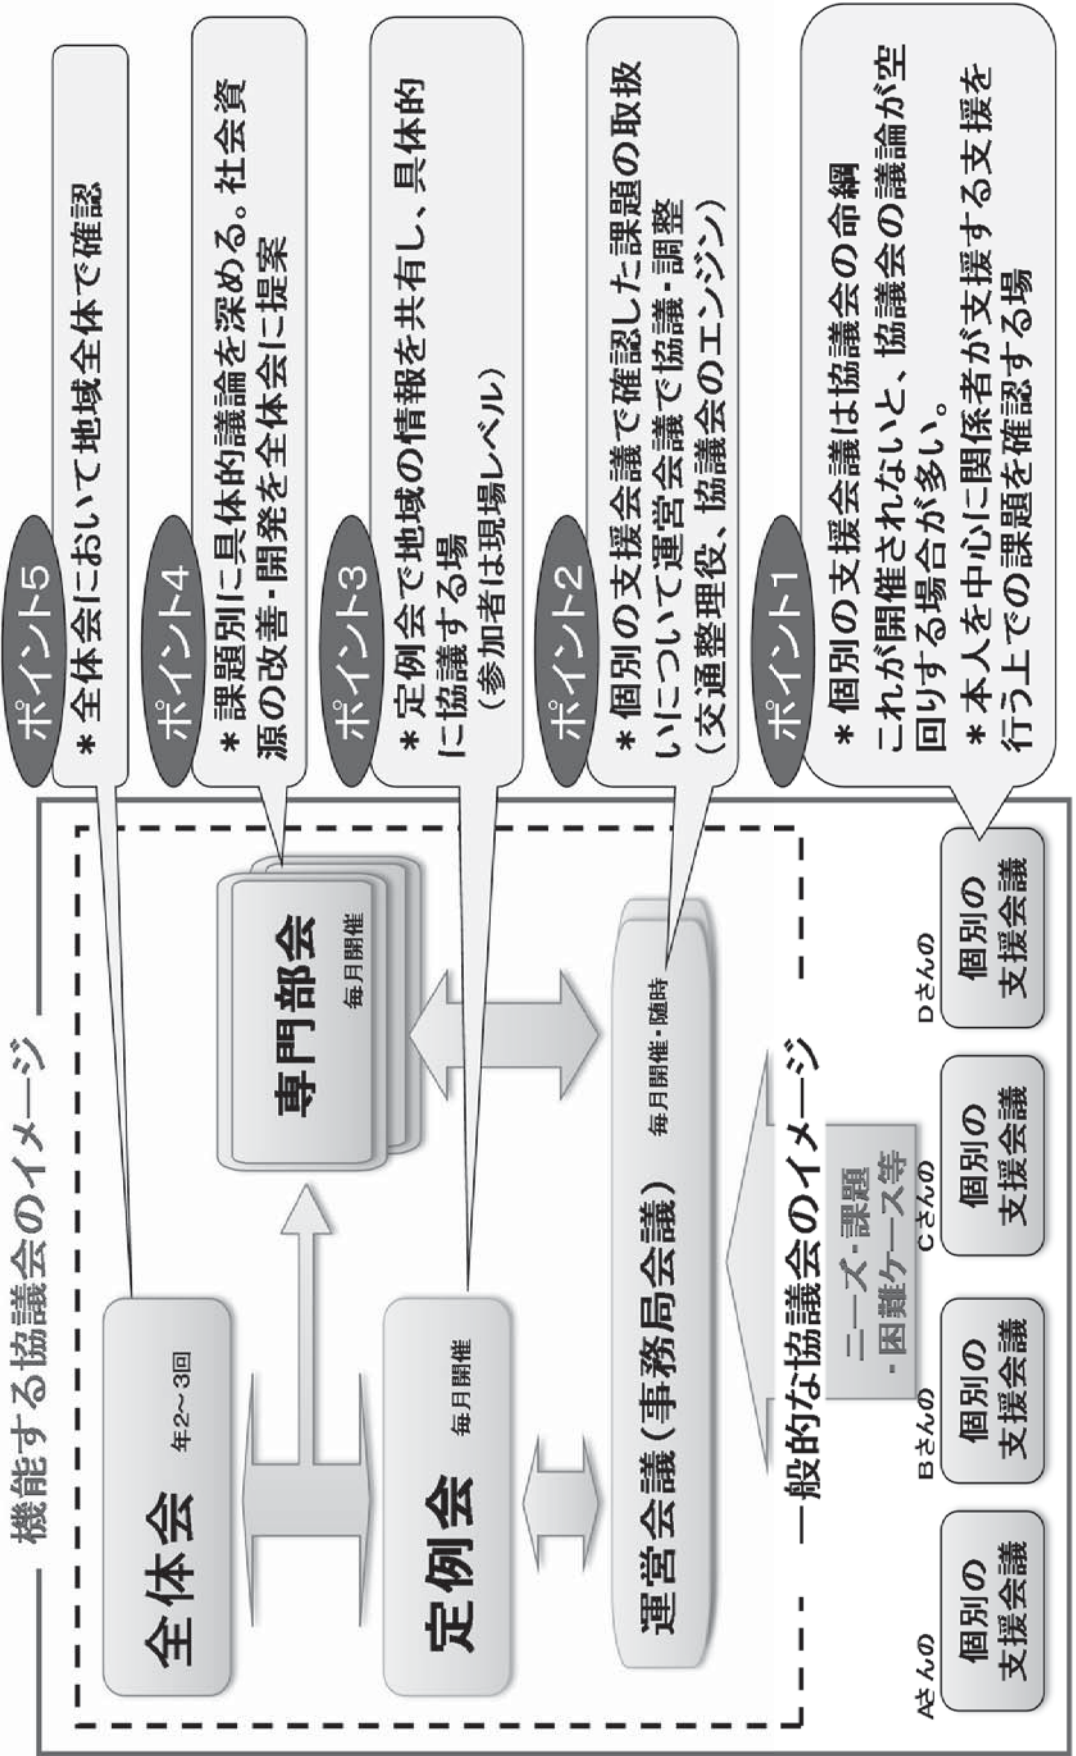 機能する協議会のイメージ
全体会 年2～3回
専門部会
毎月開催
定例会 毎月開催
運営会議(事務局会議) 毎月開催・随時
一般的な協議会のイメージ
ニーズ・課題
・困難ケース等
Aさんの
個別の
支援会議
Bさんの
個別の
支援会議
Cさんの
個別の
支援会議
Dさんの
個別の
支援会議
ポイント5
＊全体会において地域全体で確認
ポイント4
＊課題別に具体的議論を深める。社会資
源の改善・開発を全体会に提案
ポイント3
＊定例会で地域の情報を共有し、具体的
に協議する場
(参加者は現場レベル)
ポイント2
＊個別の支援会議で確認した課題の取扱
いについて運営会議で協議・調整
(交通整理役、協議会のエンジン)
ポイント1
＊個別の支援会議は協議会の命綱
これが開催されないと、協議会の議論が空
回りする場合が多い。
＊本人を中心に関係者が支援する支援を
行う上での課題を確認する場